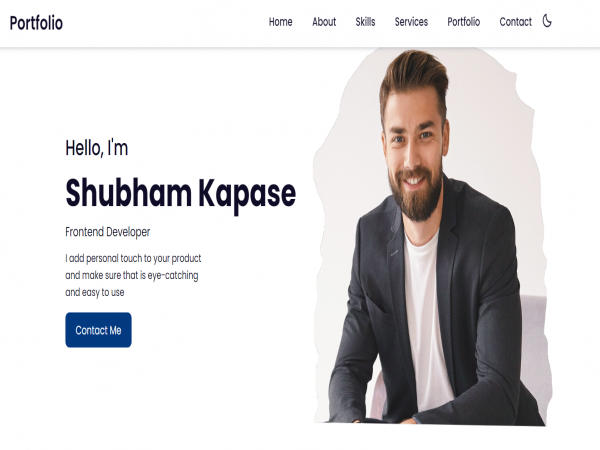 Portfolio
Home About Skills Services Portfolio Contact
Hello, I'm
Shubham Kapase
Frontend Developer
I add personal touch to your product
and make sure that is eye-catching
and easy to use
Contact Me